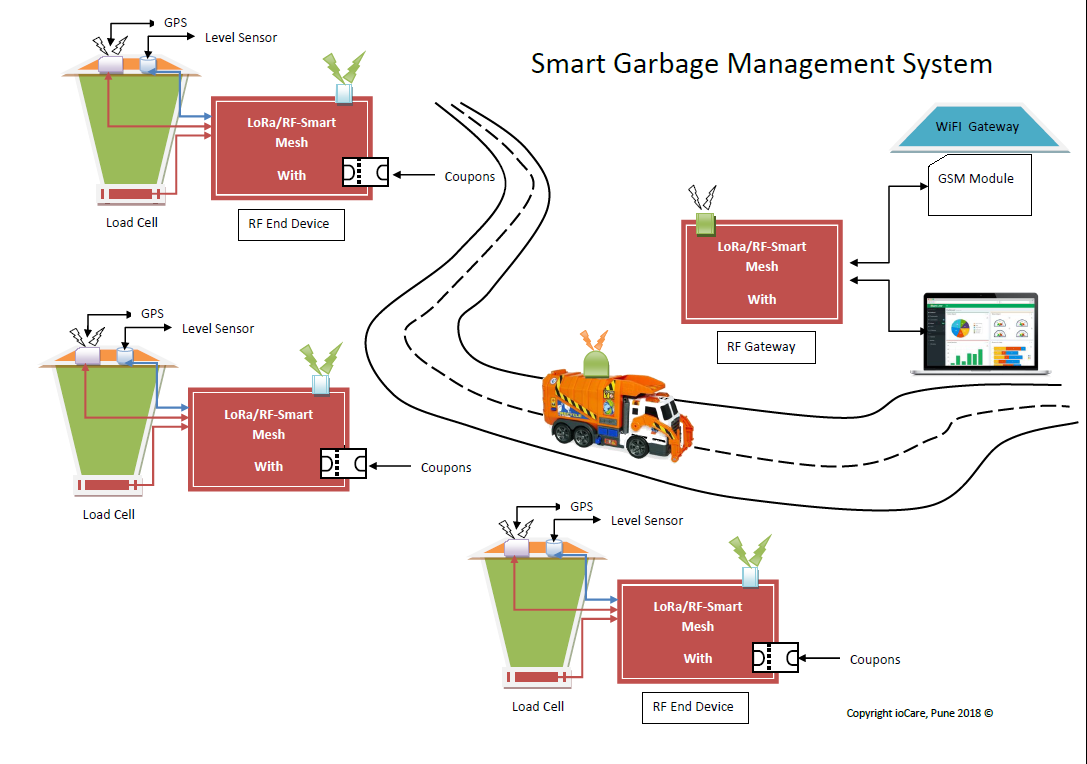 Smart Garbage Management System
GPS
Level Sensor
LoRa/RF-Smart
Mesh
With
Coupons
Load Cell
RF End Device
WiFI Gateway
GSM Module
LoRa/RF-Smart
Mesh
With
RF Gateway
GPS
Level Sensor
LoRa/RF-Smart
Mesh
With
Coupons
Load Cell
GPS
Level Sensor
LoRa/RF-Smart
Mesh
With
Coupons
Load Cell
RF End Device
Copyright ioCare, Pune 2018 ©